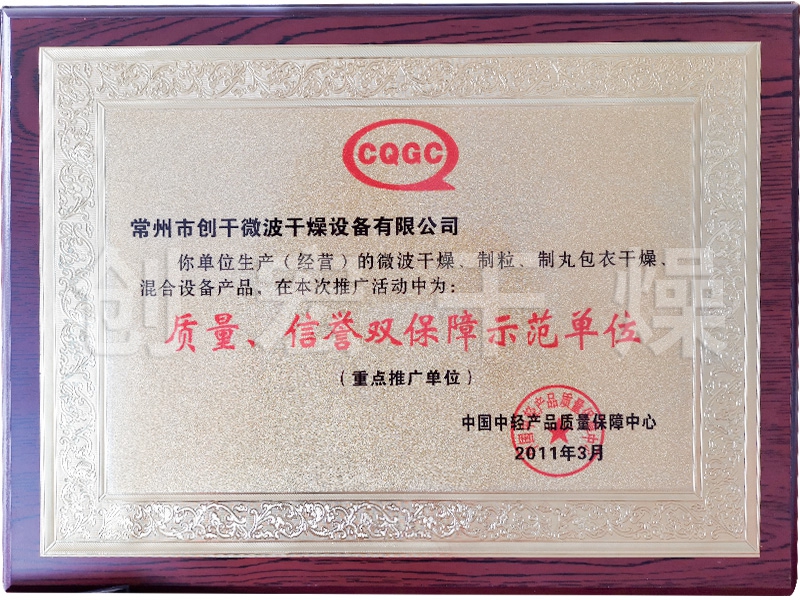 CQGC
常州市创干微波干燥设备有限公司
你单位生产（经营）的微波干燥、制粒、制丸包衣干燥、
混合设备产品，在本次推广活动中为：
质量、信誉双保障示范单位
（重点推广单位）
中国中经产品质量保障中心
2011年3月